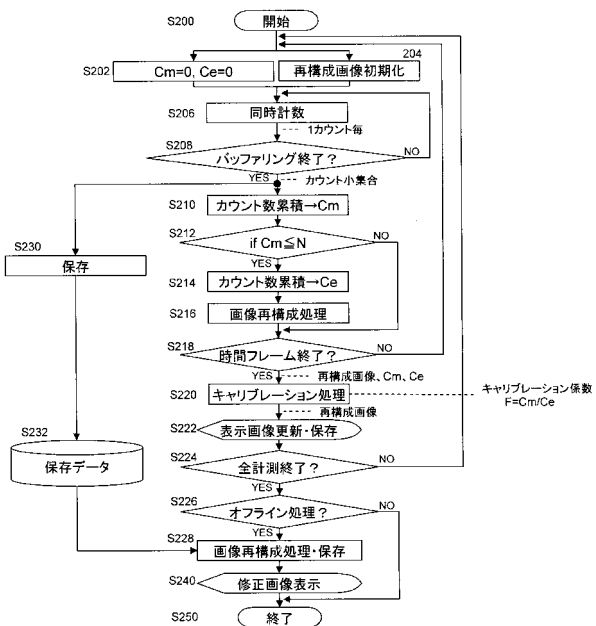 S200
開始
204
S202
Cm=0, Ce=0
再構成画像初期化
S206
同時計数
1カウント毎
S208
バッファリング終了?
NO
YES
カウント小集合
S210
カウント数累積→Cm
S212
NO
if Cm≦N
S230
保存
YES
S214
カウント数累積→Ce
S216
画像再構成処理
S218
時間フレーム終了?
NO
YES
再構成画像、Cm、Ce
S220
キャリブレーション処理
キャリブレーション係数
F=Cm/Ce
再構成画像
S222
表示画像更新・保存
S232
保存データ
S224
全計測終了?
NO
YES
S226
オフライン処理?
NO
YES
S228
画像再構成処理・保存
S240
修正画像表示
S250
終了